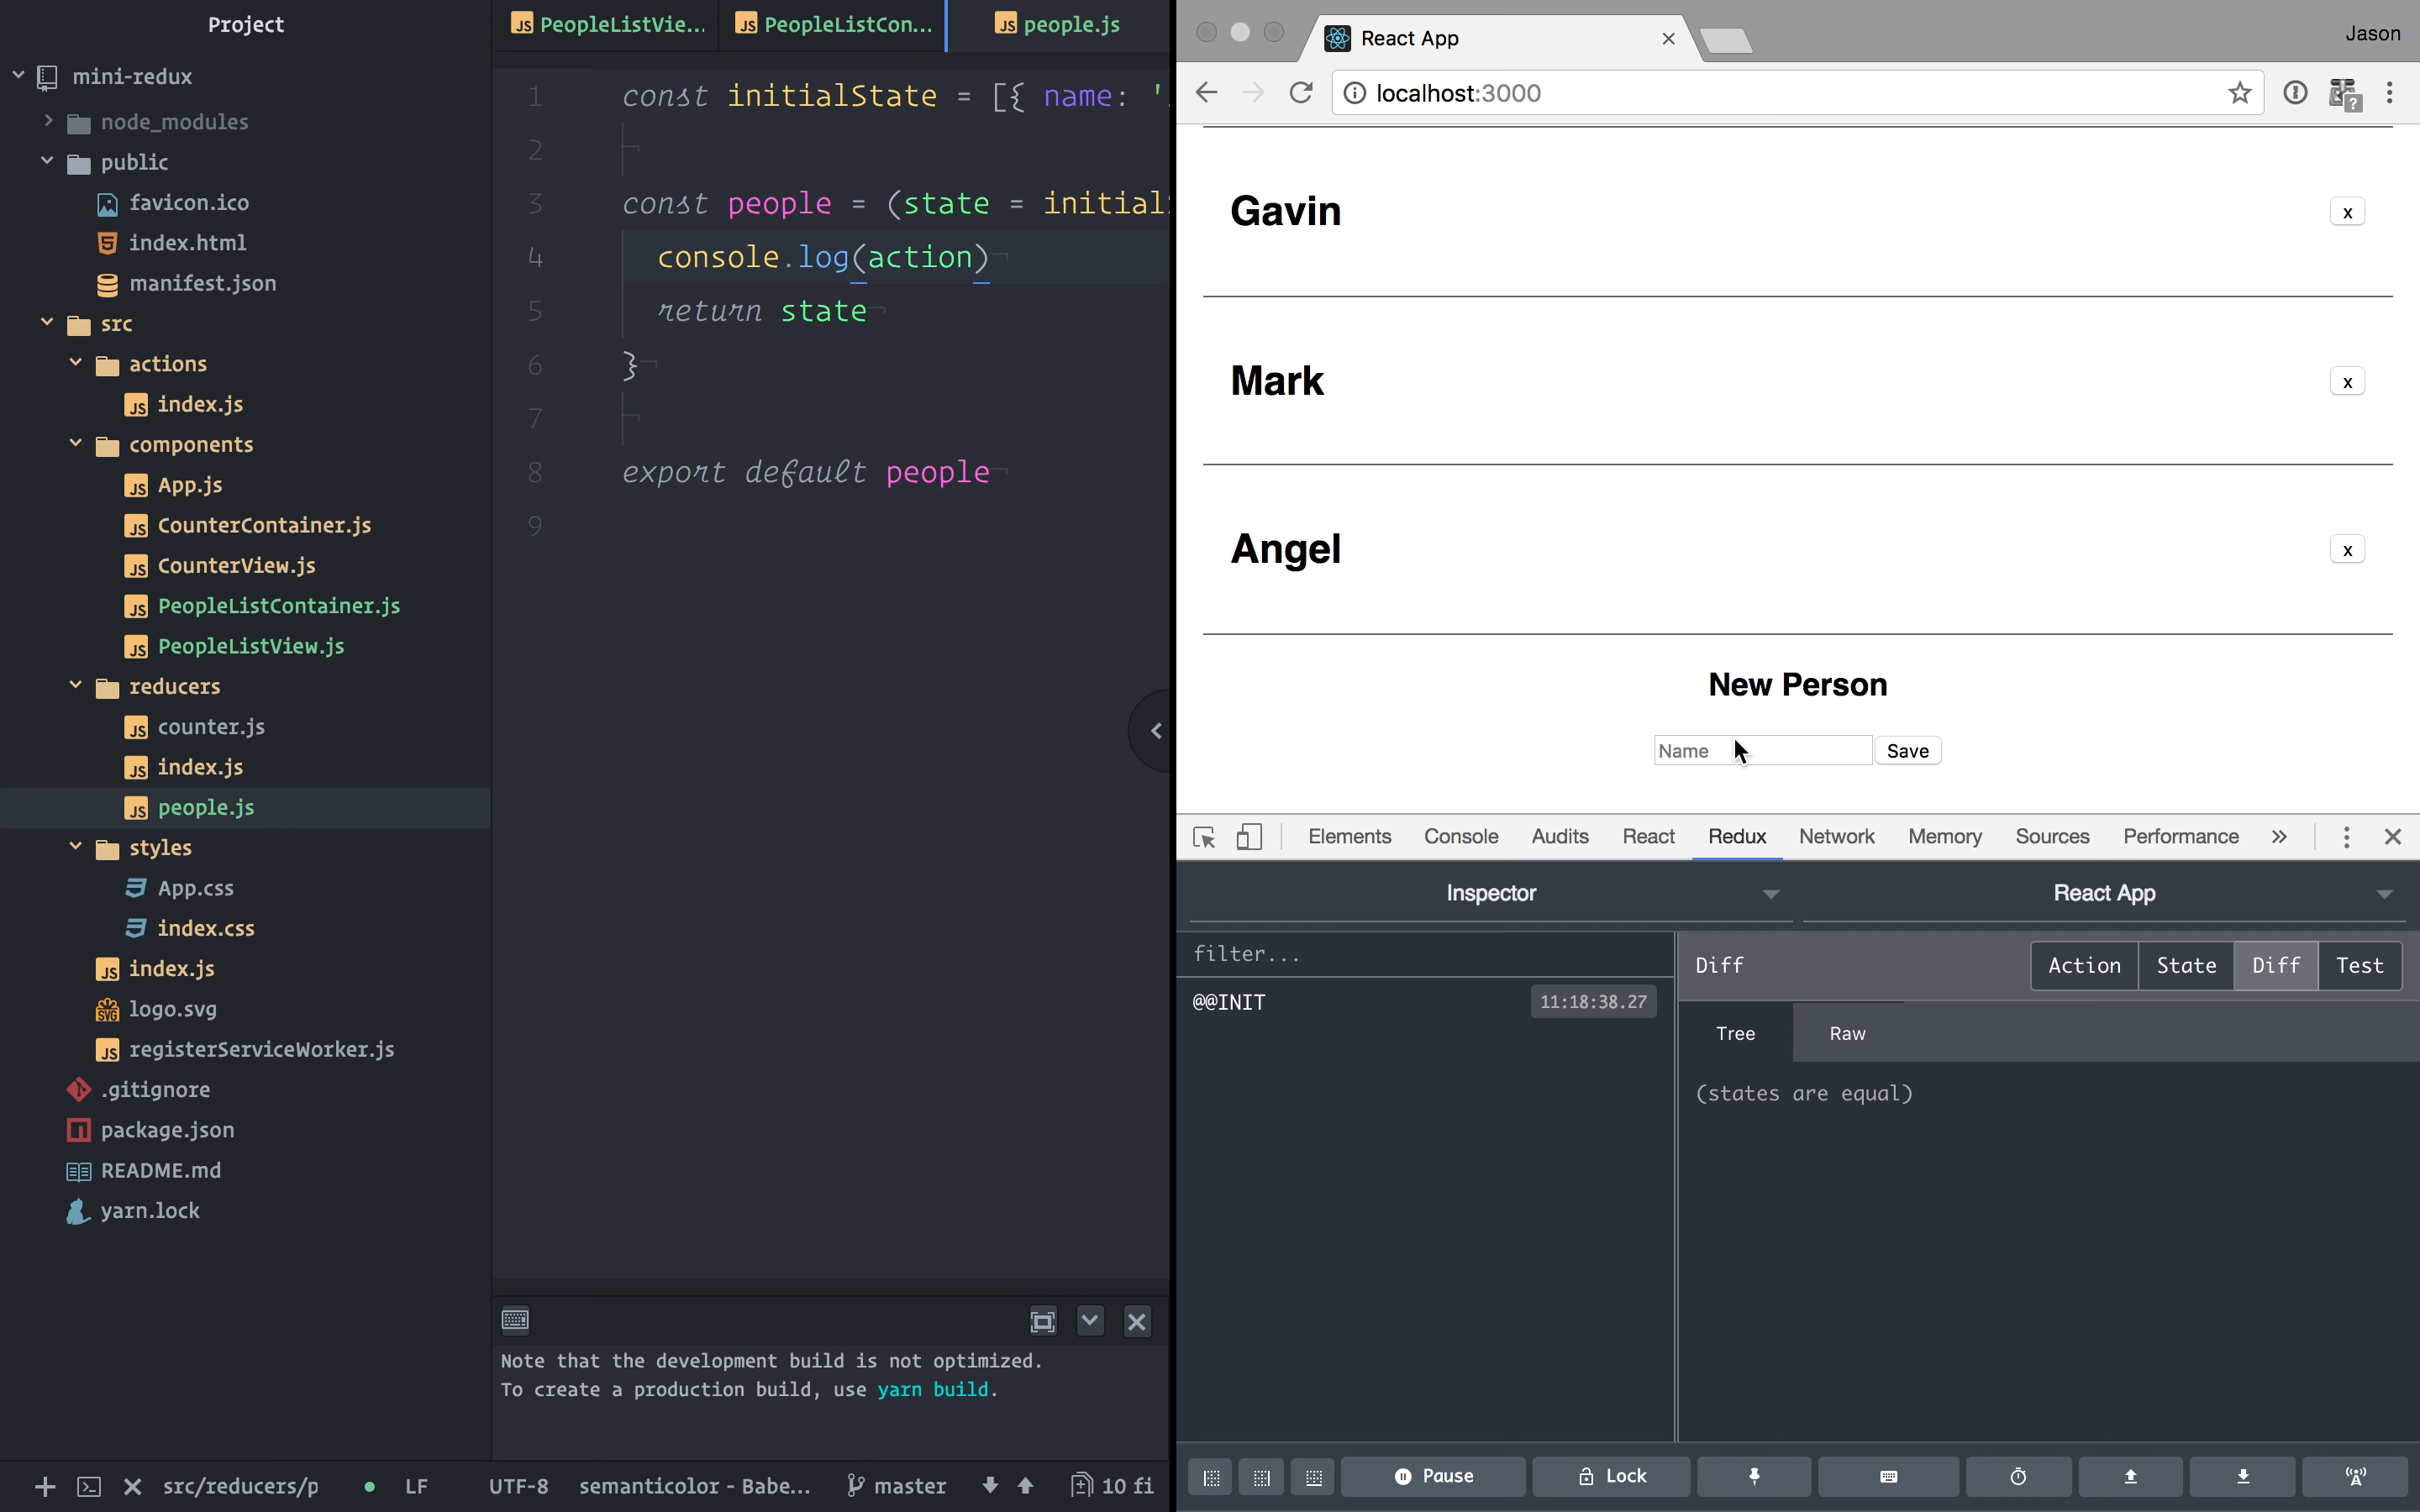 Project
mini-redux
node_modules
public
favicon.ico
index.html
manifest.json
src
actions
index.js
components
App.js
CounterContainer.js
CounterView.js
PeopleListContainer.js
PeopleListView.js
reducers
counter.js
index.js
people.js
styles
App.css
index.css
index.js
logo.svg
registerServiceWorker.js
.gitignore
package.json
README.md
yarn.lock
PeopleListVie... PeopleListCon... people.js
1 const initialState = [{ name: '
2
3 const people = (state = initial
4 console.log(action)
5 return state
6 }
7
8 export default people
9
Note that the development build is not optimized.
To create a production build, use yarn build.
src/reducers/p LF UTF-8 semanticolor - Babe... master 10 fi
React App Jason
localhost:3000
Gavin x
Mark x
Angel x
New Person
Name Save
Elements Console Audits React Redux Network Memory Sources Performance »
Inspector React App
filter...
@@INIT 11:18:38.27
Diff Action State Diff Test
Tree Raw
(states are equal)
Pause Lock